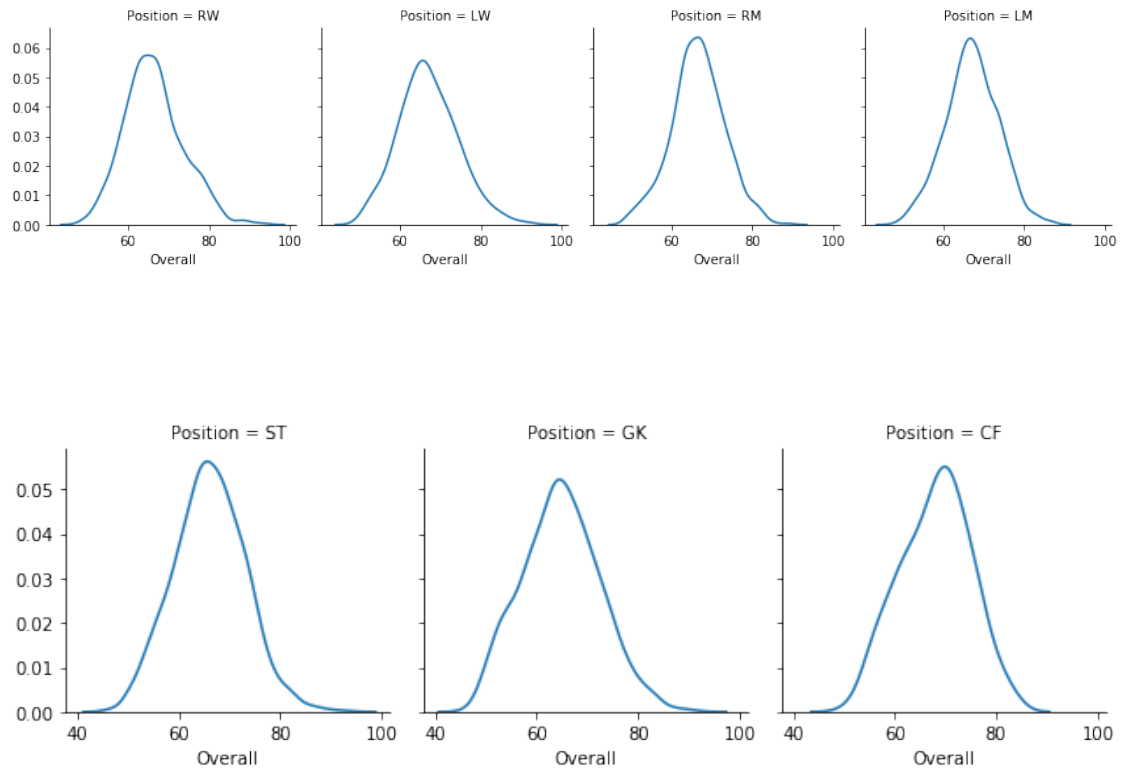 Position = RW
Position = LW
Position = RM
Position = LM
0.06
0.05
0.04
0.03
0.02
0.01
0.00
60
80
100
60
80
100
60
80
100
60
80
100
Overall
Overall
Overall
Overall
Position = ST
Position = GK
Position = CF
0.05
0.04
0.03
0.02
0.01
0.00
40
60
80
100
40
60
80
100
40
60
80
100
Overall
Overall
Overall